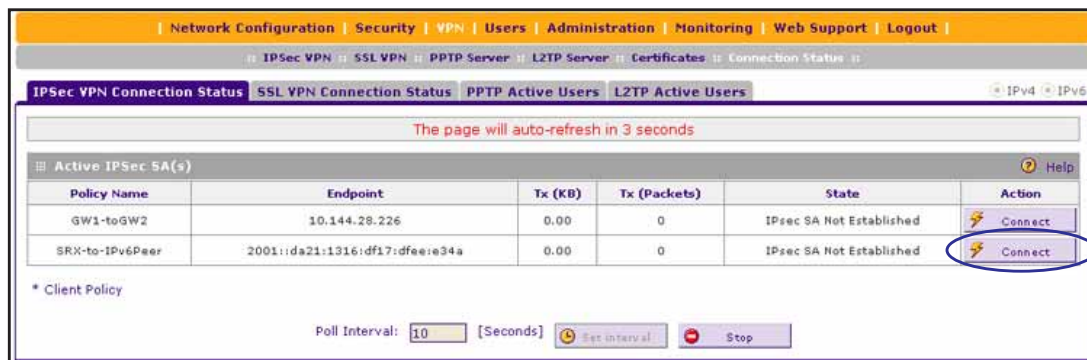 | Network Configuration | Security | VPN | Users | Administration | Monitoring | Web Support | Logout |
:: IPSec VPN :: SSL VPN :: PPTP Server :: L2TP Server :: Certificates :: Connection Status ::
IPSec VPN Connection Status SSL VPN Connection Status PPTP Active Users L2TP Active Users IPv4 IPv6
The page will auto-refresh in 3 seconds
Active IPSec SA(s) Help
Policy Name Endpoint Tx (KB) Tx (Packets) State Action
GW1-toGW2 10.144.28.226 0.00 0 IPsec SA Not Established Connect
SRX-to-IPv6Peer 2001::da21:1316:df17:dfee:e34a 0.00 0 IPsec SA Not Established Connect
* Client Policy
Poll Interval: 10 [Seconds] Set interval Stop